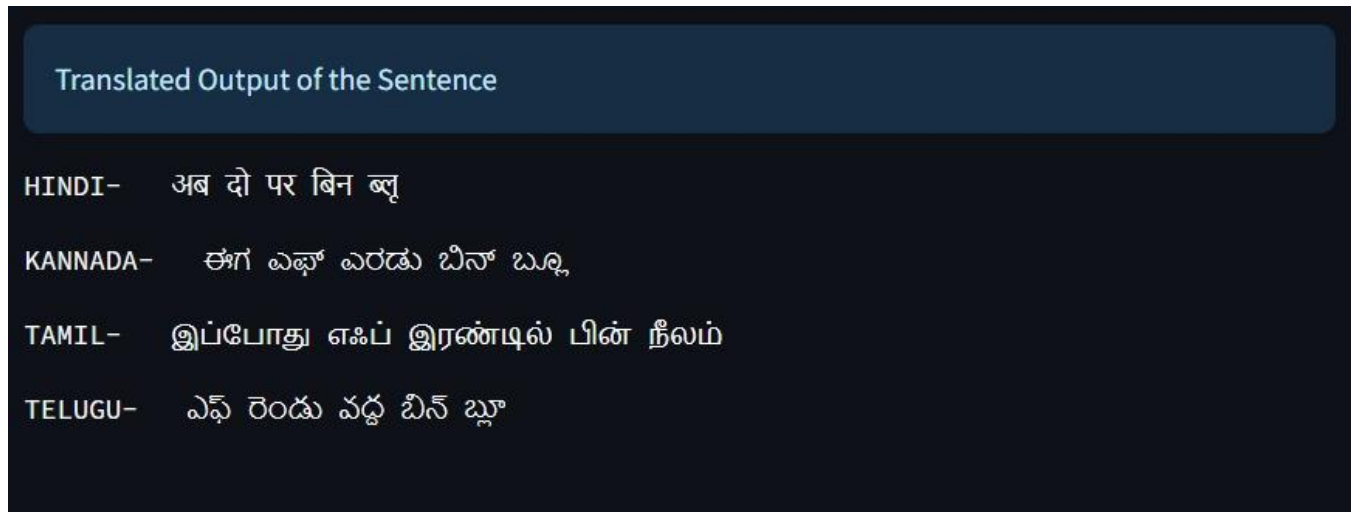 Translated Output of the Sentence
HINDI- अब दो पर बिन ब्लू
KANNADA- ಈಗ ಎಫ್ ಎರಡು ಬಿನ್ ಬ್ಲೂ
TAMIL- இப்போது எஃப் இரண்டில் பின் நீலம்
TELUGU- ఎఫ్ రెండు వద్ద బిన్ బ్లూ